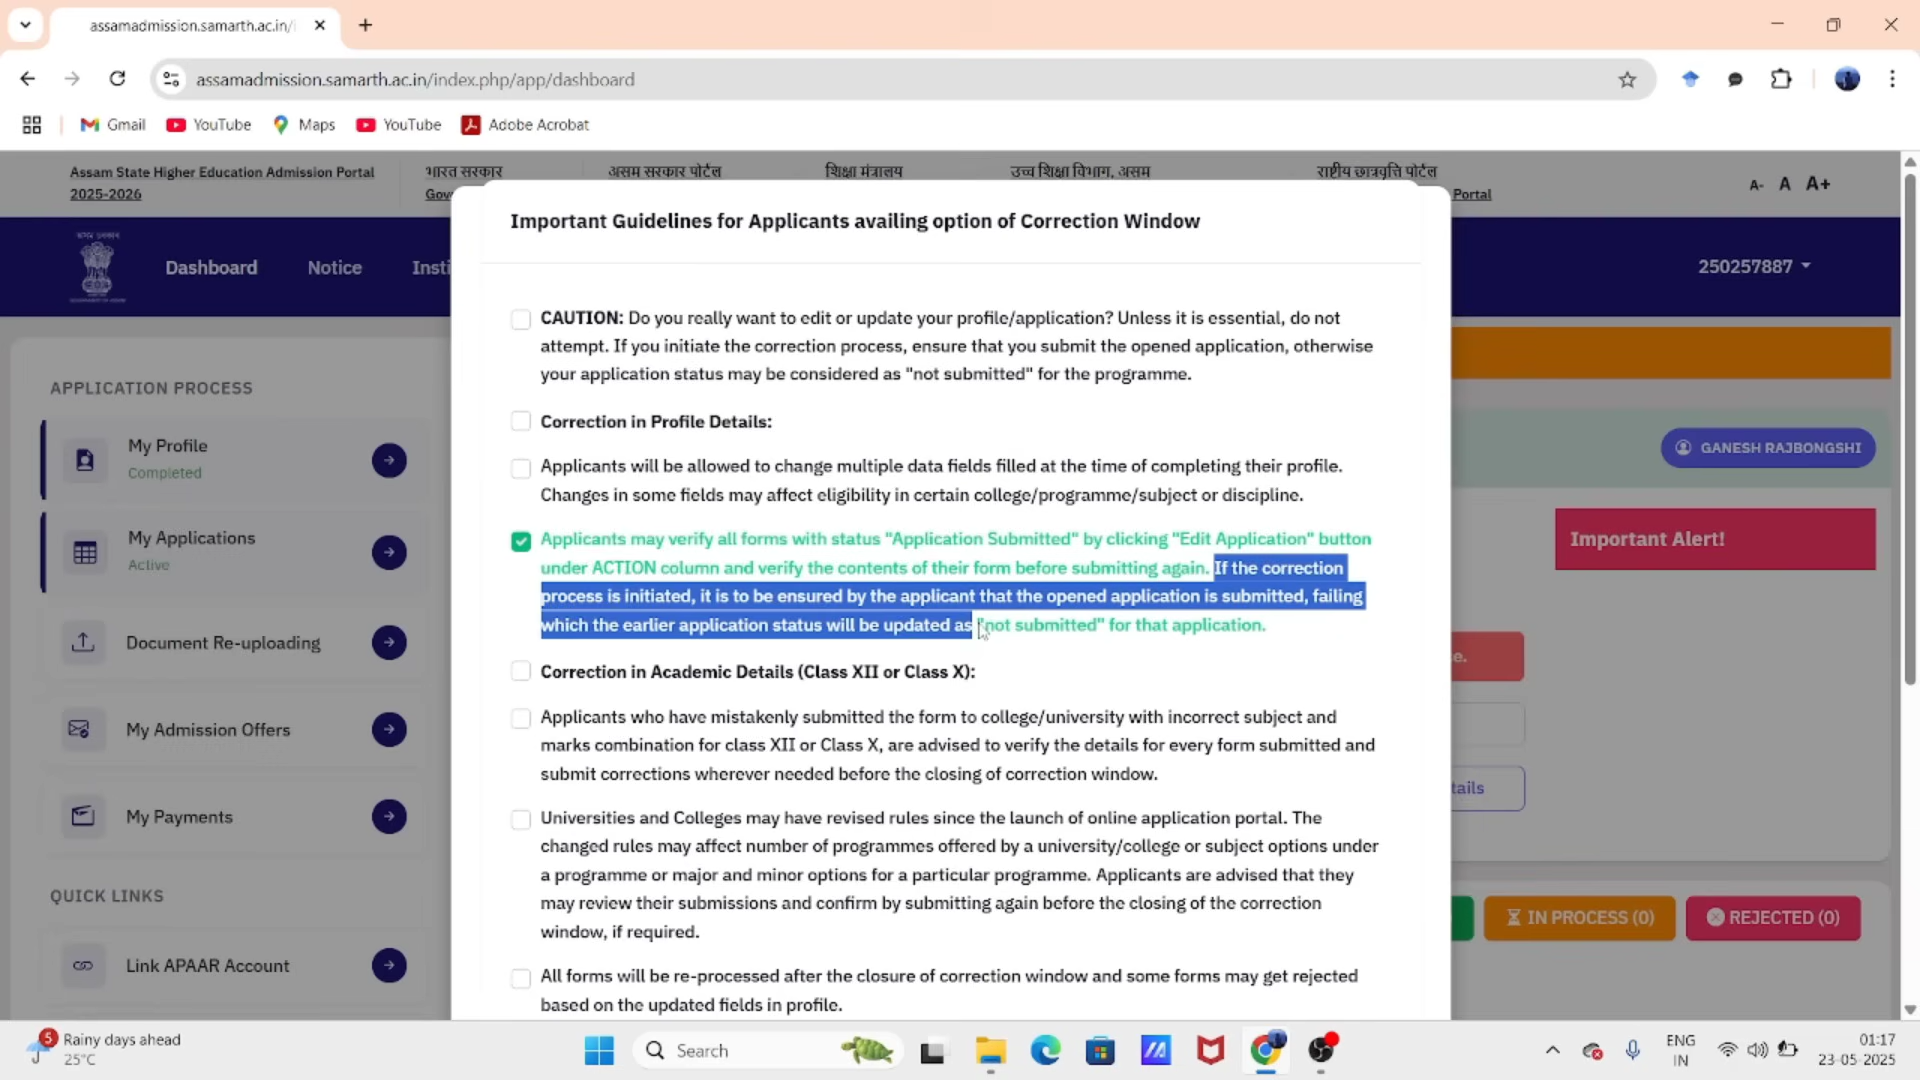 assamadmission.samarth.ac.in/
assamadmission.samarth.ac.in/index.php/app/dashboard
Gmail YouTube Maps YouTube Adobe Acrobat
Assam State Higher Education Admission Portal
2025-2026
भारत सरकार असम सरकार पोर्टल शिक्षा मंत्रालय उच्च शिक्षा विभाग, असम राष्ट्रीय छात्रवृत्ति पोर्टल
Portal
A- A A+
Dashboard Notice
250257887
Important Guidelines for Applicants availing option of Correction Window
CAUTION: Do you really want to edit or update your profile/application? Unless it is essential, do not
attempt. If you initiate the correction process, ensure that you submit the opened application, otherwise
your application status may be considered as "not submitted" for the programme.
Correction in Profile Details:
Applicants will be allowed to change multiple data fields filled at the time of completing their profile.
Changes in some fields may affect eligibility in certain college/programme/subject or discipline.
Applicants may verify all forms with status "Application Submitted" by clicking "Edit Application" button
under ACTION column and verify the contents of their form before submitting again. If the correction
process is initiated, it is to be ensured by the applicant that the opened application is submitted, failing
which the earlier application status will be updated as "not submitted" for that application.
Correction in Academic Details (Class XII or Class X):
Applicants who have mistakenly submitted the form to college/university with incorrect subject and
marks combination for class XII or Class X, are advised to verify the details for every form submitted and
submit corrections wherever needed before the closing of correction window.
Universities and Colleges may have revised rules since the launch of online application portal. The
changed rules may affect number of programmes offered by a university/college or subject options under
a programme or major and minor options for a particular programme. Applicants are advised that they
may review their submissions and confirm by submitting again before the closing of the correction
window, if required.
All forms will be re-processed after the closure of correction window and some forms may get rejected
based on the updated fields in profile.
APPLICATION PROCESS
My Profile
Completed
My Applications
Active
Document Re-uploading
My Admission Offers
My Payments
QUICK LINKS
Link APAAR Account
GANESH RAJBONGSHI
Important Alert!
IN PROCESS (0) REJECTED (0)
5
Rainy days ahead
25°C
Search
ENG
IN
01:17
23-05-2025